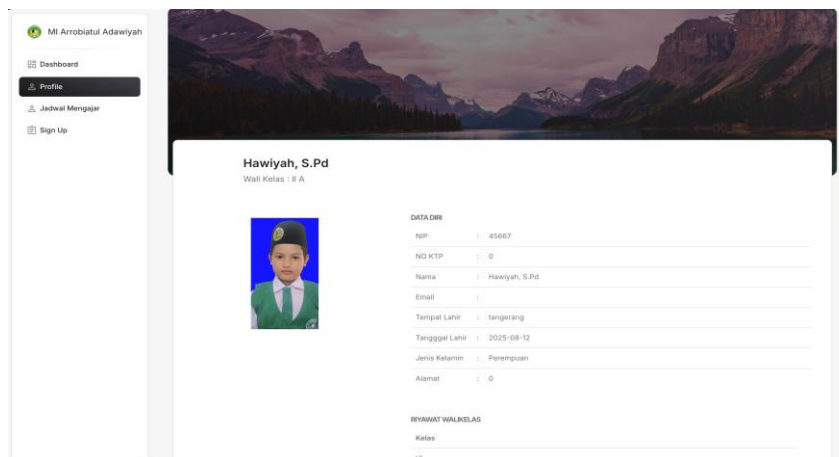 MI Arrobiatul Adawiyah
Dashboard
Profile
Jadwal Mengajar
Sign Up
Hawiyah, S.Pd
Wali Kelas : II A
DATA DIRI
NIP : 45667
NO KTP : 0
Nama : Hawiyah, S.Pd
Email :
Tempat Lahir : tangerang
Tangggal Lahir : 2025-08-12
Jenis Kelamin : Perempuan
Alamat : 0
RIYAWAT WALIKELAS
Kelas